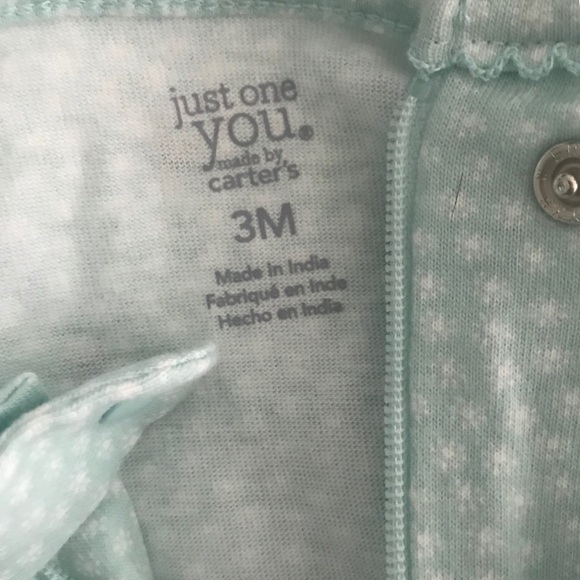 just one
you.
made by
carter's
3M
Made in India
Fabriqué en Inde
Hecho en India